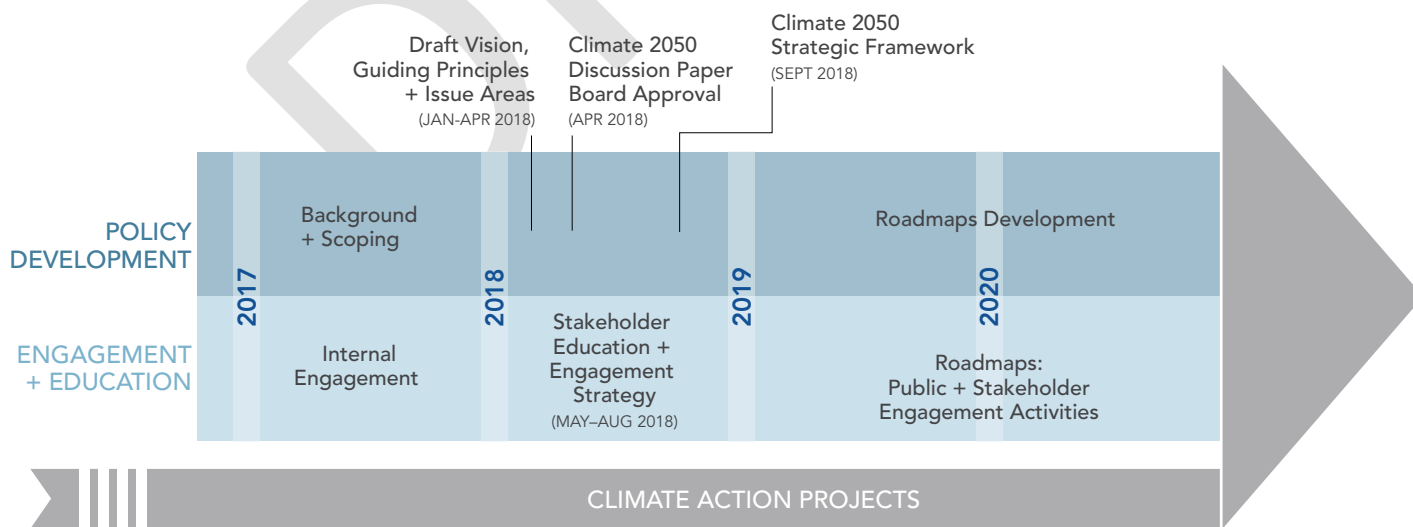 Draft Vision,
Guiding Principles
+ Issue Areas
(JAN-APR 2018)
Climate 2050
Discussion Paper
Board Approval
(APR 2018)
Climate 2050
Strategic Framework
(SEPT 2018)
POLICY
DEVELOPMENT
2017
Background
+ Scoping
2018
2019
Roadmaps Development
2020
ENGAGEMENT
+ EDUCATION
Internal
Engagement
Stakeholder
Education +
Engagement
Strategy
(MAY–AUG 2018)
Roadmaps:
Public + Stakeholder
Engagement Activities
CLIMATE ACTION PROJECTS